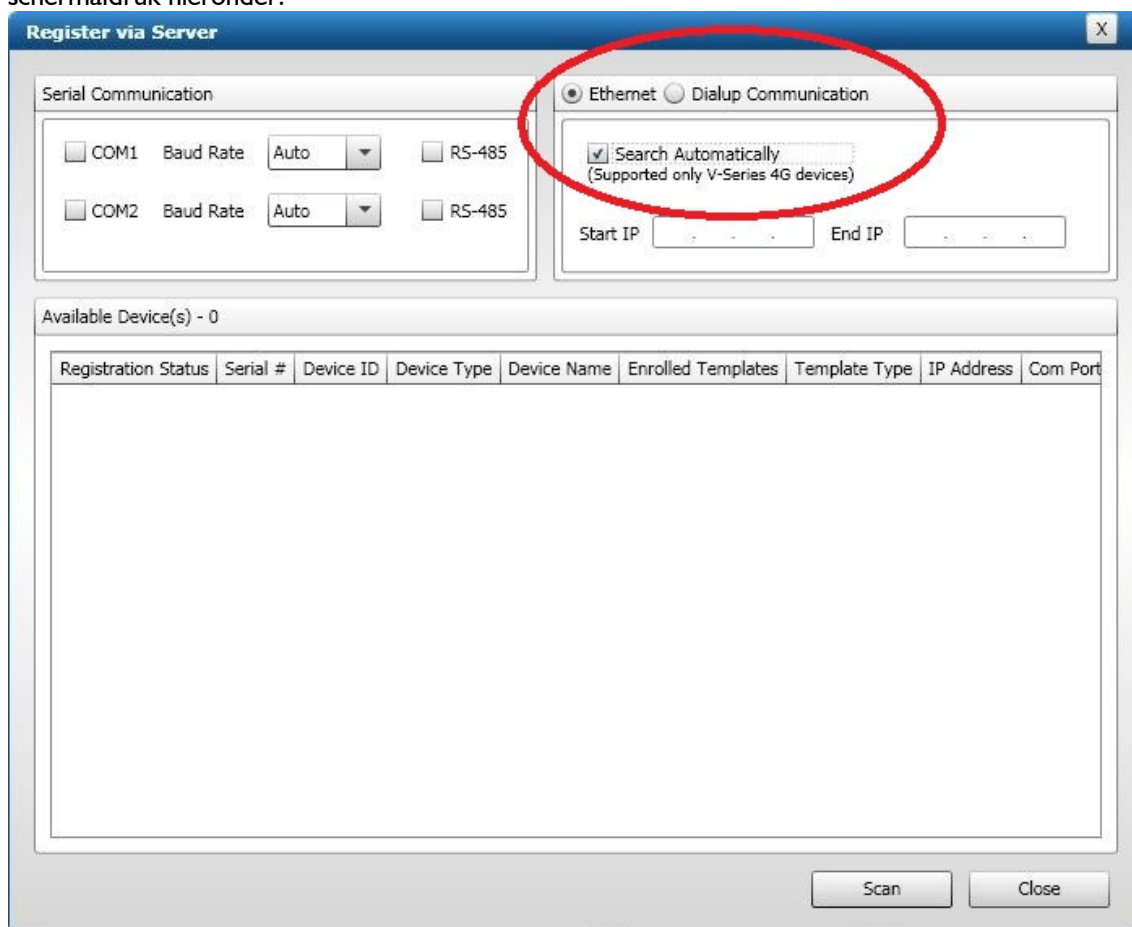 schermafdruk hieronder:
Register via Server X
Serial Communication
COM1 Baud Rate Auto RS-485
COM2 Baud Rate Auto RS-485
Ethernet Dialup Communication
Search Automatically
(Supported only V-Series 4G devices)
Start IP . . . End IP . . .
Available Device(s) - 0
Registration Status Serial # Device ID Device Type Device Name Enrolled Templates Template Type IP Address Com Port
Scan Close